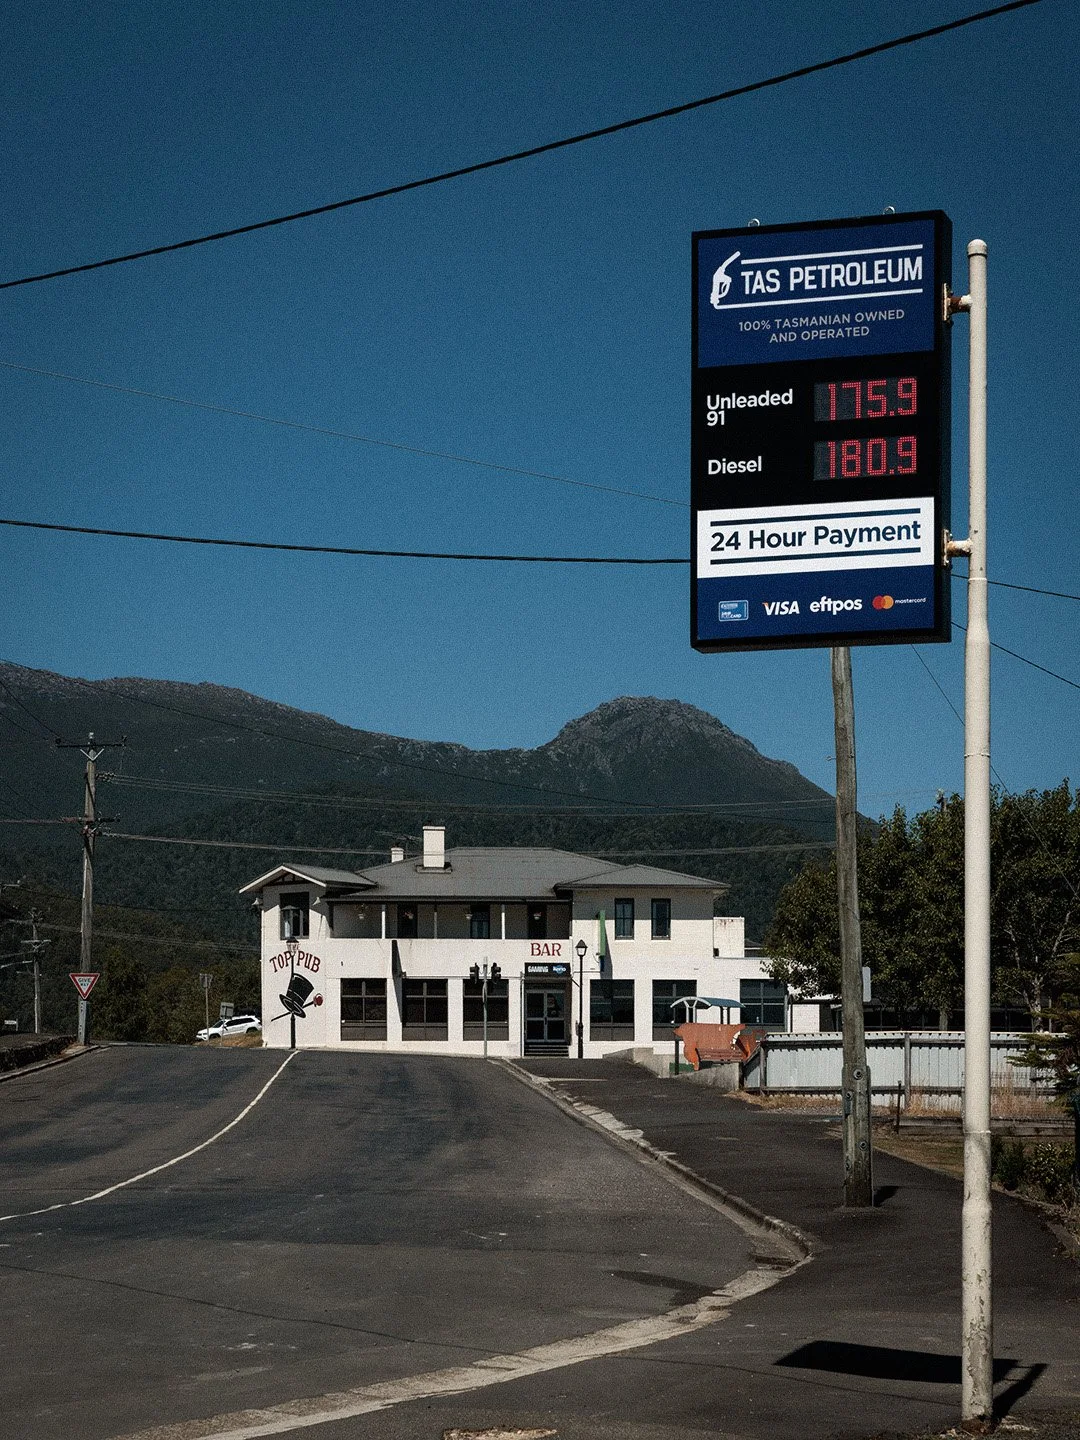 TAS PETROLEUM
100% TASMANIAN OWNED
AND OPERATED
Unleaded
91
175.9
Diesel
180.9
24 Hour Payment
VISA
eftpos
mastercard
BAR
TOP PUB
GAMING